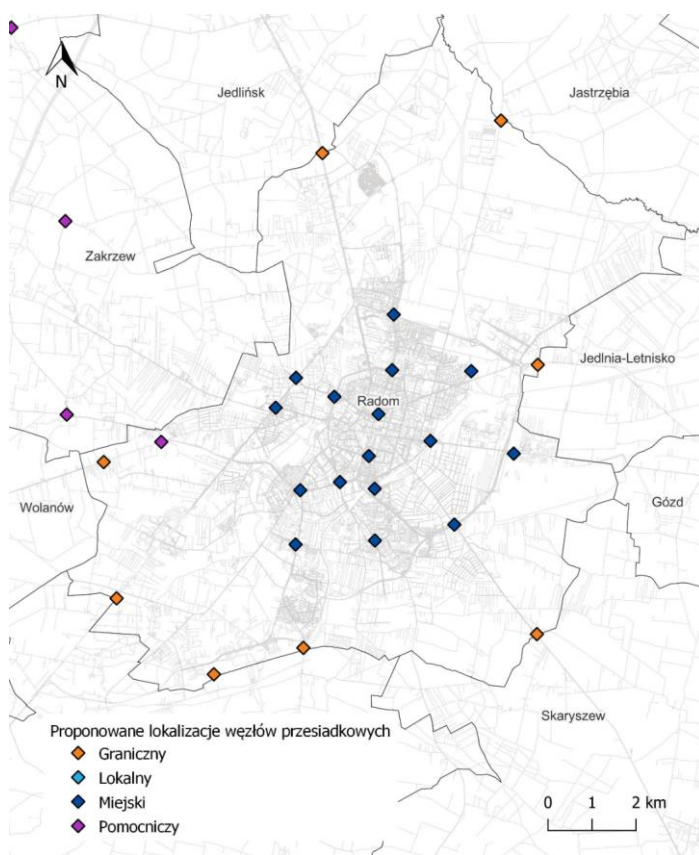 N
Jedlińsk
Jastrzębia
Zakrzew
Jedlnia-Letnisko
Radom
Wolanów
Gózd
Skaryszew
Proponowane lokalizacje węzłów przesiadkowych
Graniczny
Lokalny
Miejski
Pomocniczy
0 1 2 km